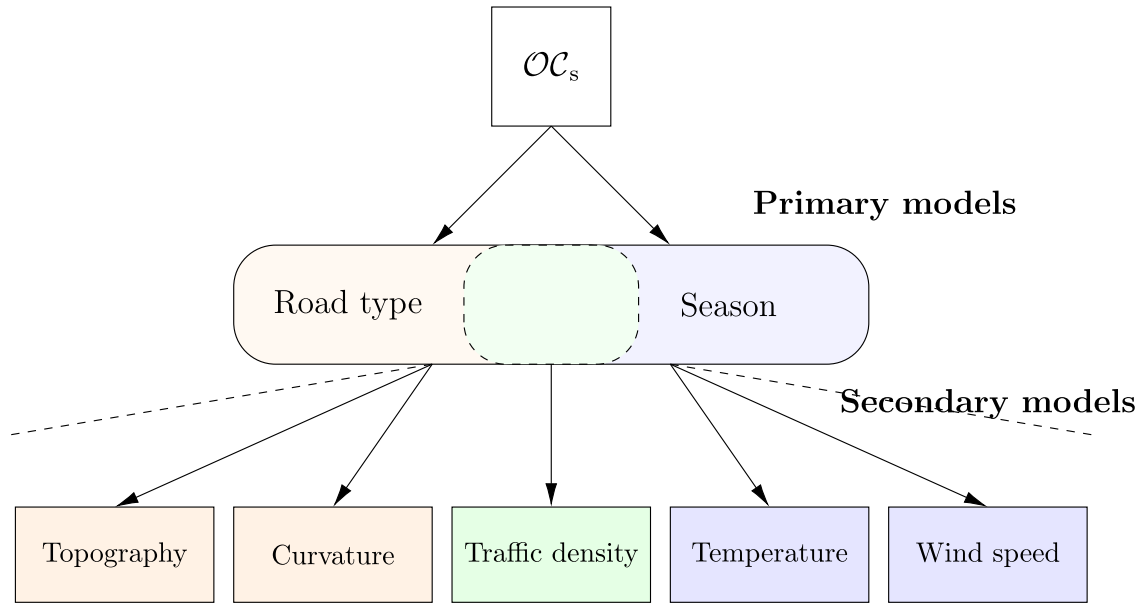 𝒪𝒞s
Primary models
Road type
Season
Secondary models
Topography
Curvature
Traffic density
Temperature
Wind speed